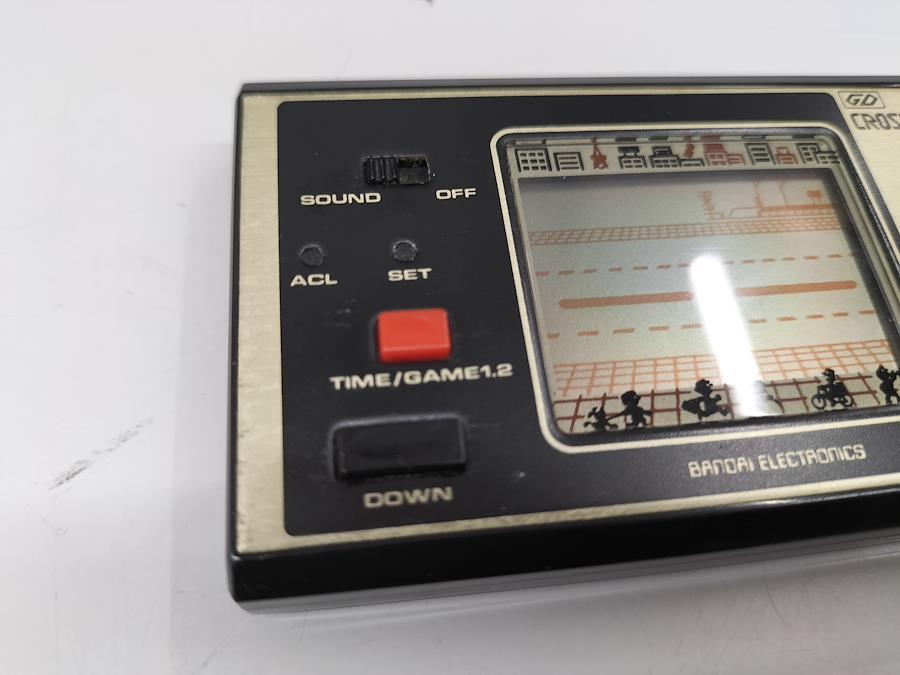 GD
CROS
SOUND OFF
ACL SET
TIME/GAME1.2
BANDAI ELECTRONICS
DOWN